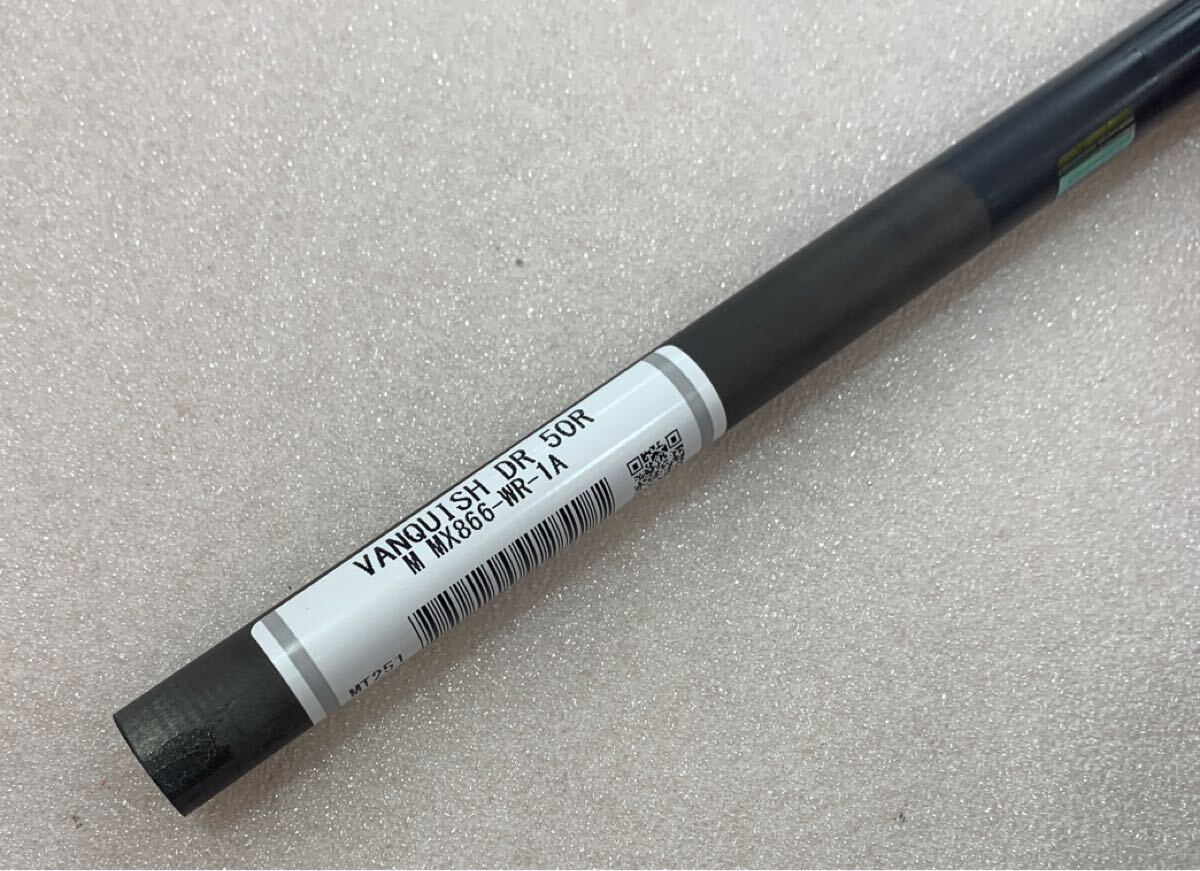 VANQUISH DR 50R
M MX866-WR-1A
MT251